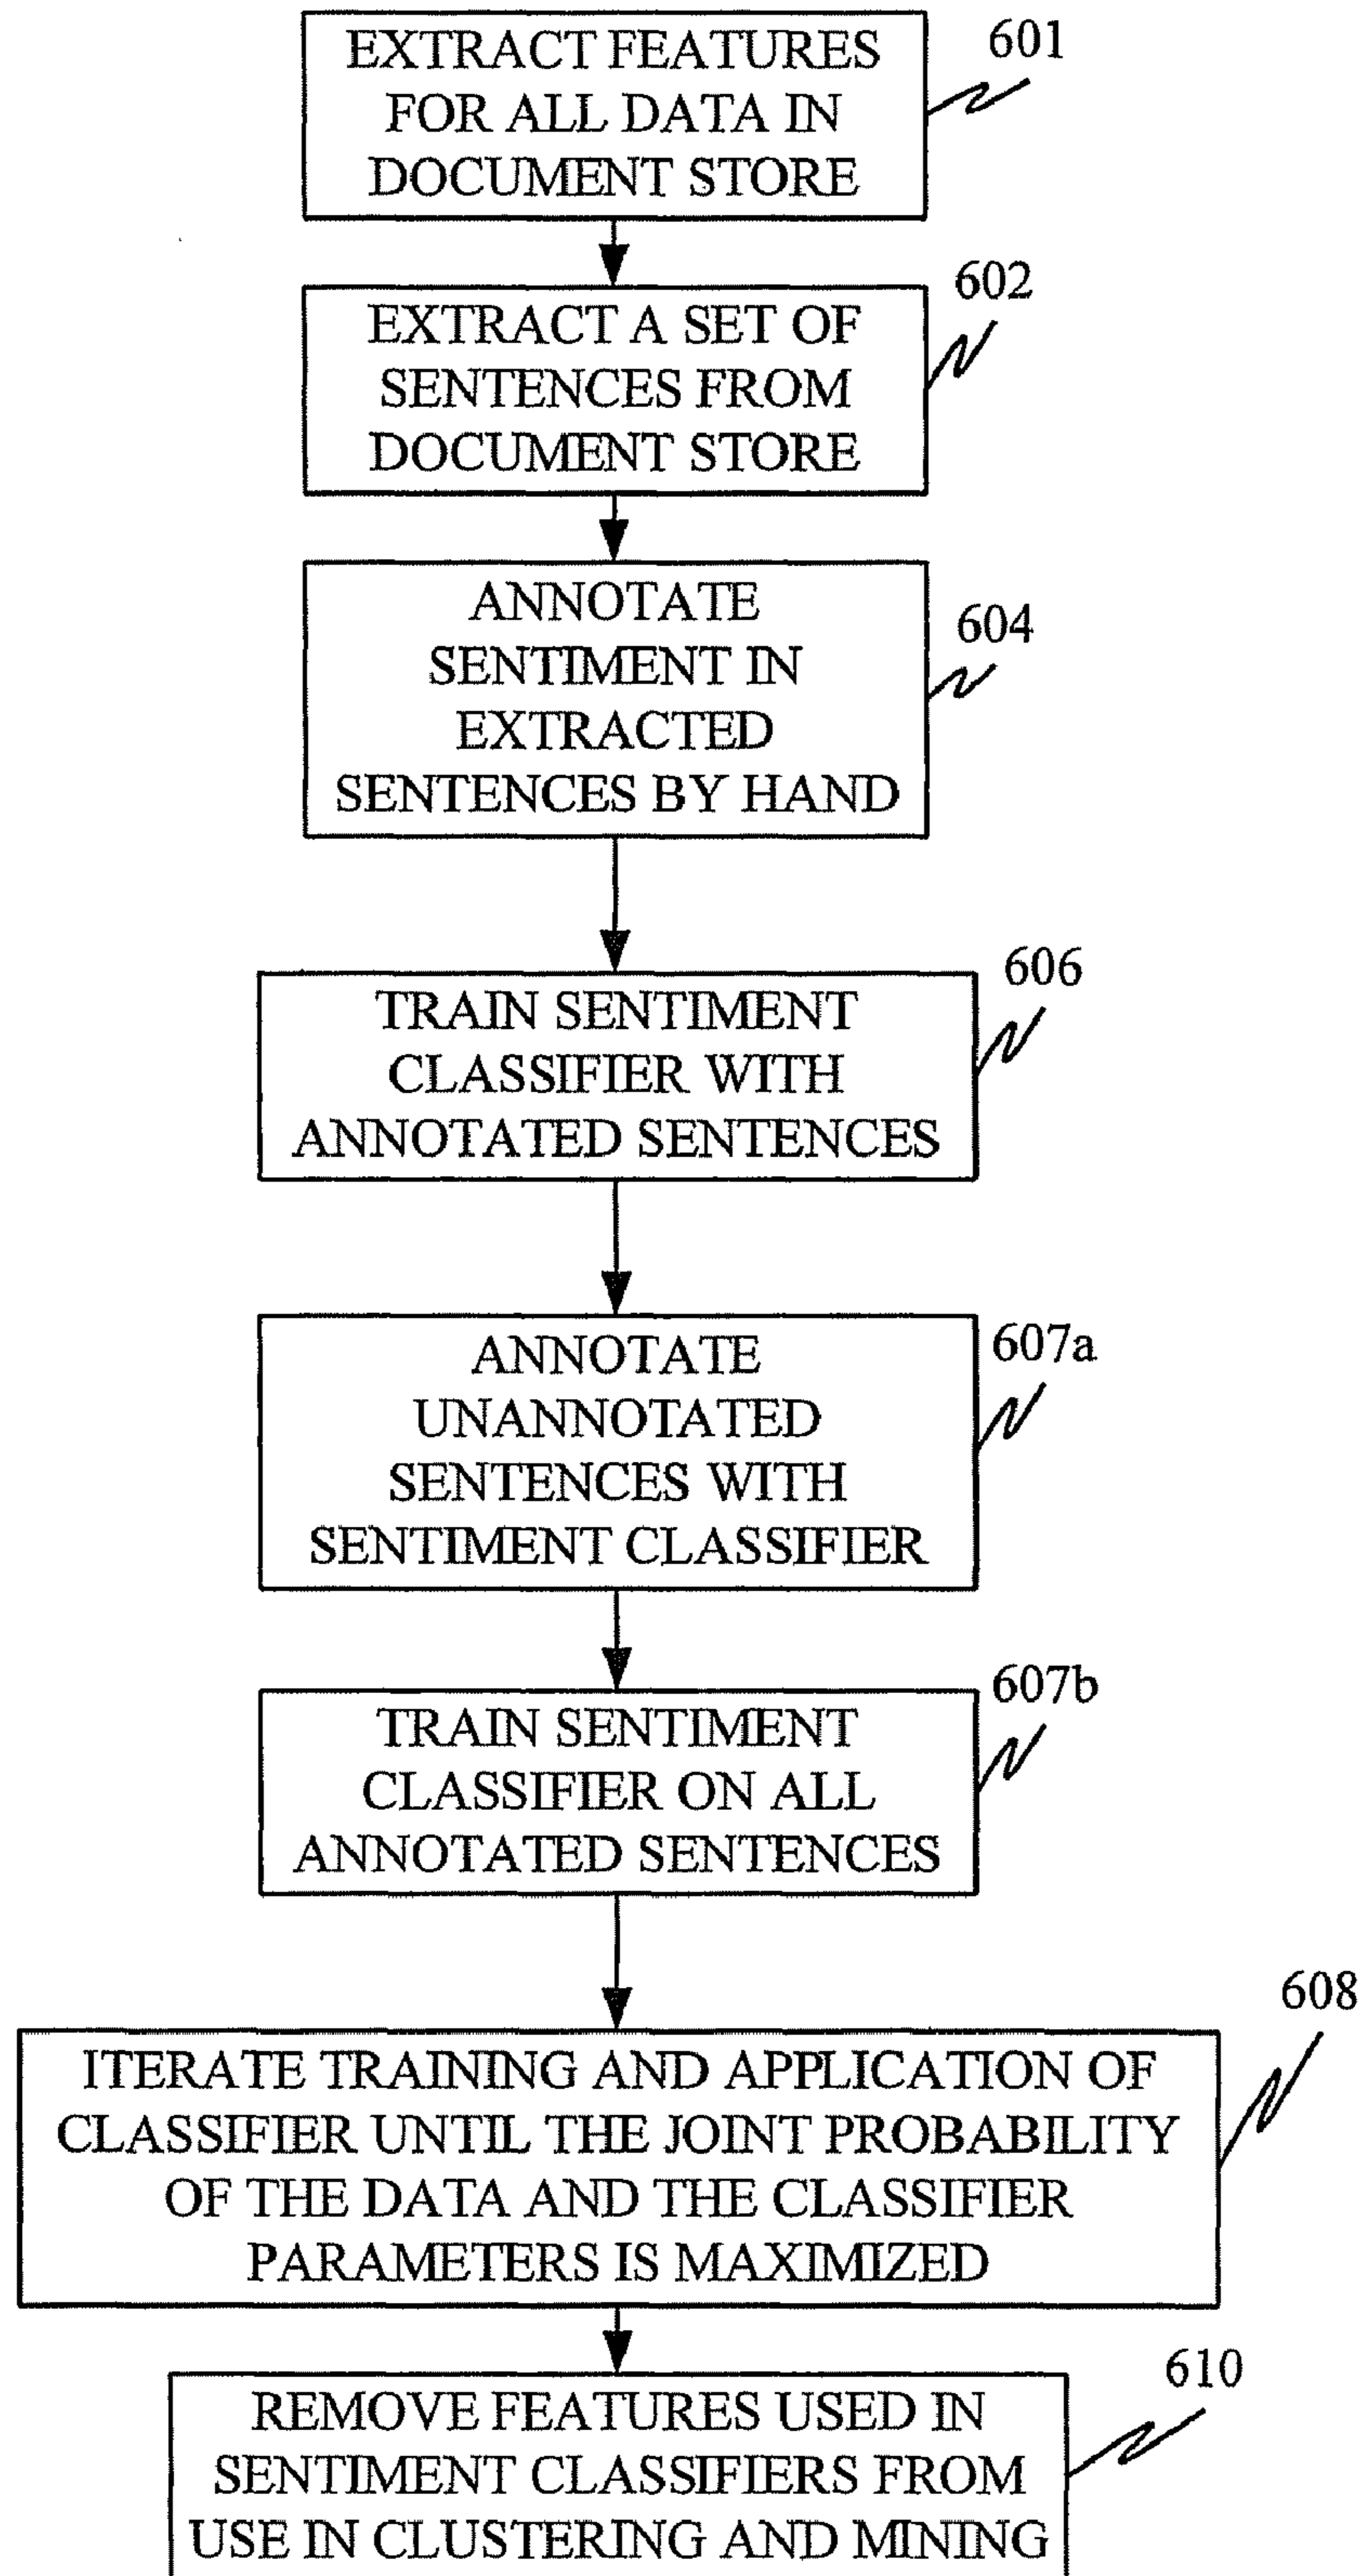 EXTRACT FEATURES
FOR ALL DATA IN
DOCUMENT STORE
601
EXTRACT A SET OF
SENTENCES FROM
DOCUMENT STORE
602
ANNOTATE
SENTIMENT IN
EXTRACTED
SENTENCES BY HAND
604
TRAIN SENTIMENT
CLASSIFIER WITH
ANNOTATED SENTENCES
606
ANNOTATE
UNANNOTATED
SENTENCES WITH
SENTIMENT CLASSIFIER
607a
TRAIN SENTIMENT
CLASSIFIER ON ALL
ANNOTATED SENTENCES
607b
ITERATE TRAINING AND APPLICATION OF
CLASSIFIER UNTIL THE JOINT PROBABILITY
OF THE DATA AND THE CLASSIFIER
PARAMETERS IS MAXIMIZED
608
REMOVE FEATURES USED IN
SENTIMENT CLASSIFIERS FROM
USE IN CLUSTERING AND MINING
610